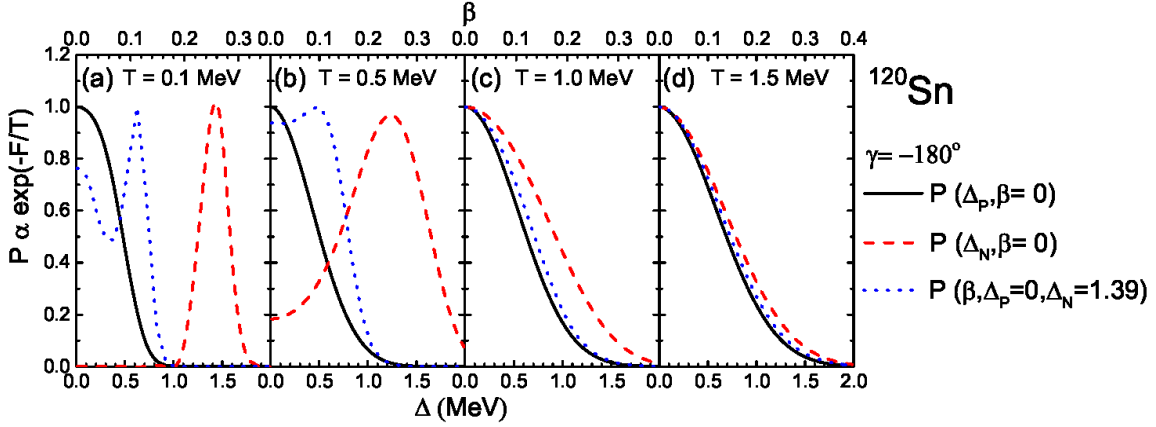 β
0.0 0.1 0.2 0.3 0.0 0.1 0.2 0.3 0.0 0.1 0.2 0.3 0.0 0.1 0.2 0.3 0.4
(a) T = 0.1 MeV
(b) T = 0.5 MeV
(c) T = 1.0 MeV
(d) T = 1.5 MeV
P α exp(-F/T)
1.2
1.0
0.8
0.6
0.4
0.2
0.0
0.0 0.5 1.0 1.5 0.0 0.5 1.0 1.5 0.0 0.5 1.0 1.5 0.0 0.5 1.0 1.5 2.0
Δ (MeV)
¹²⁰Sn
γ= −180°
P (Δ_P,β= 0)
P (Δ_N,β= 0)
P (β,Δ_P=0,Δ_N=1.39)